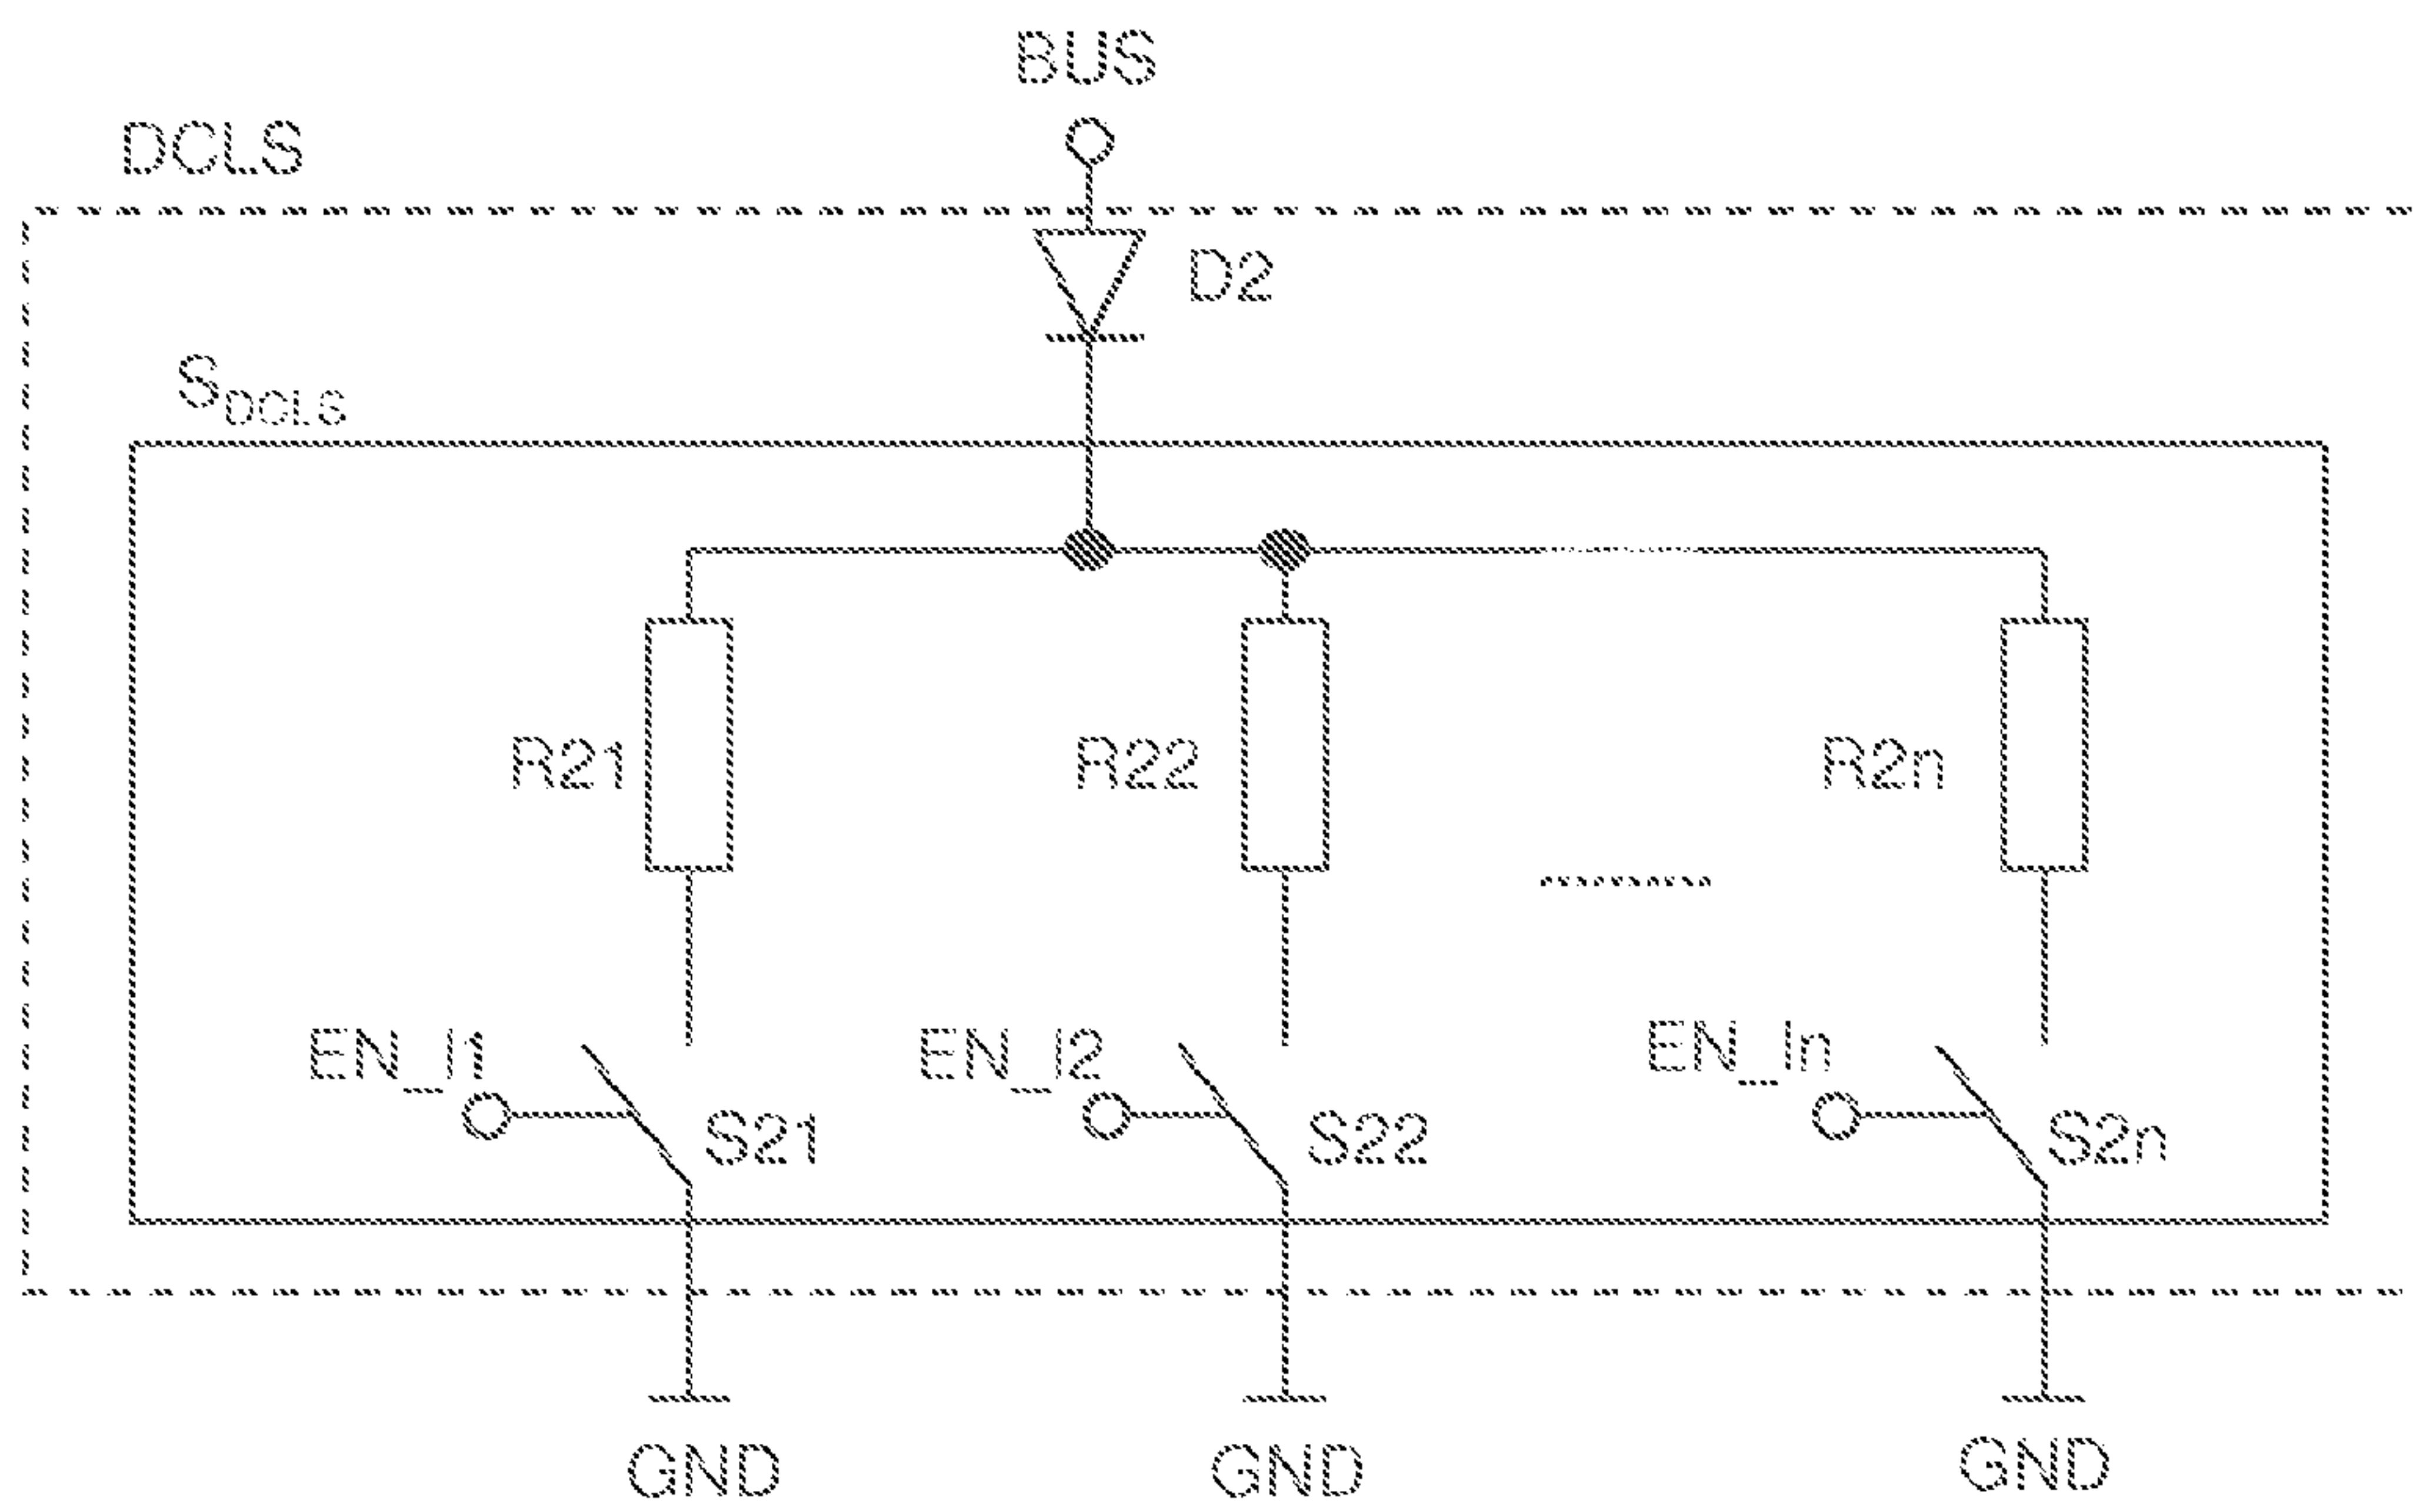 BUS
DCLS
D2
SDCLS
R21
R22
R2n
EN_I1
EN_I2
EN_In
S21
S22
S2n
GND
GND
GND